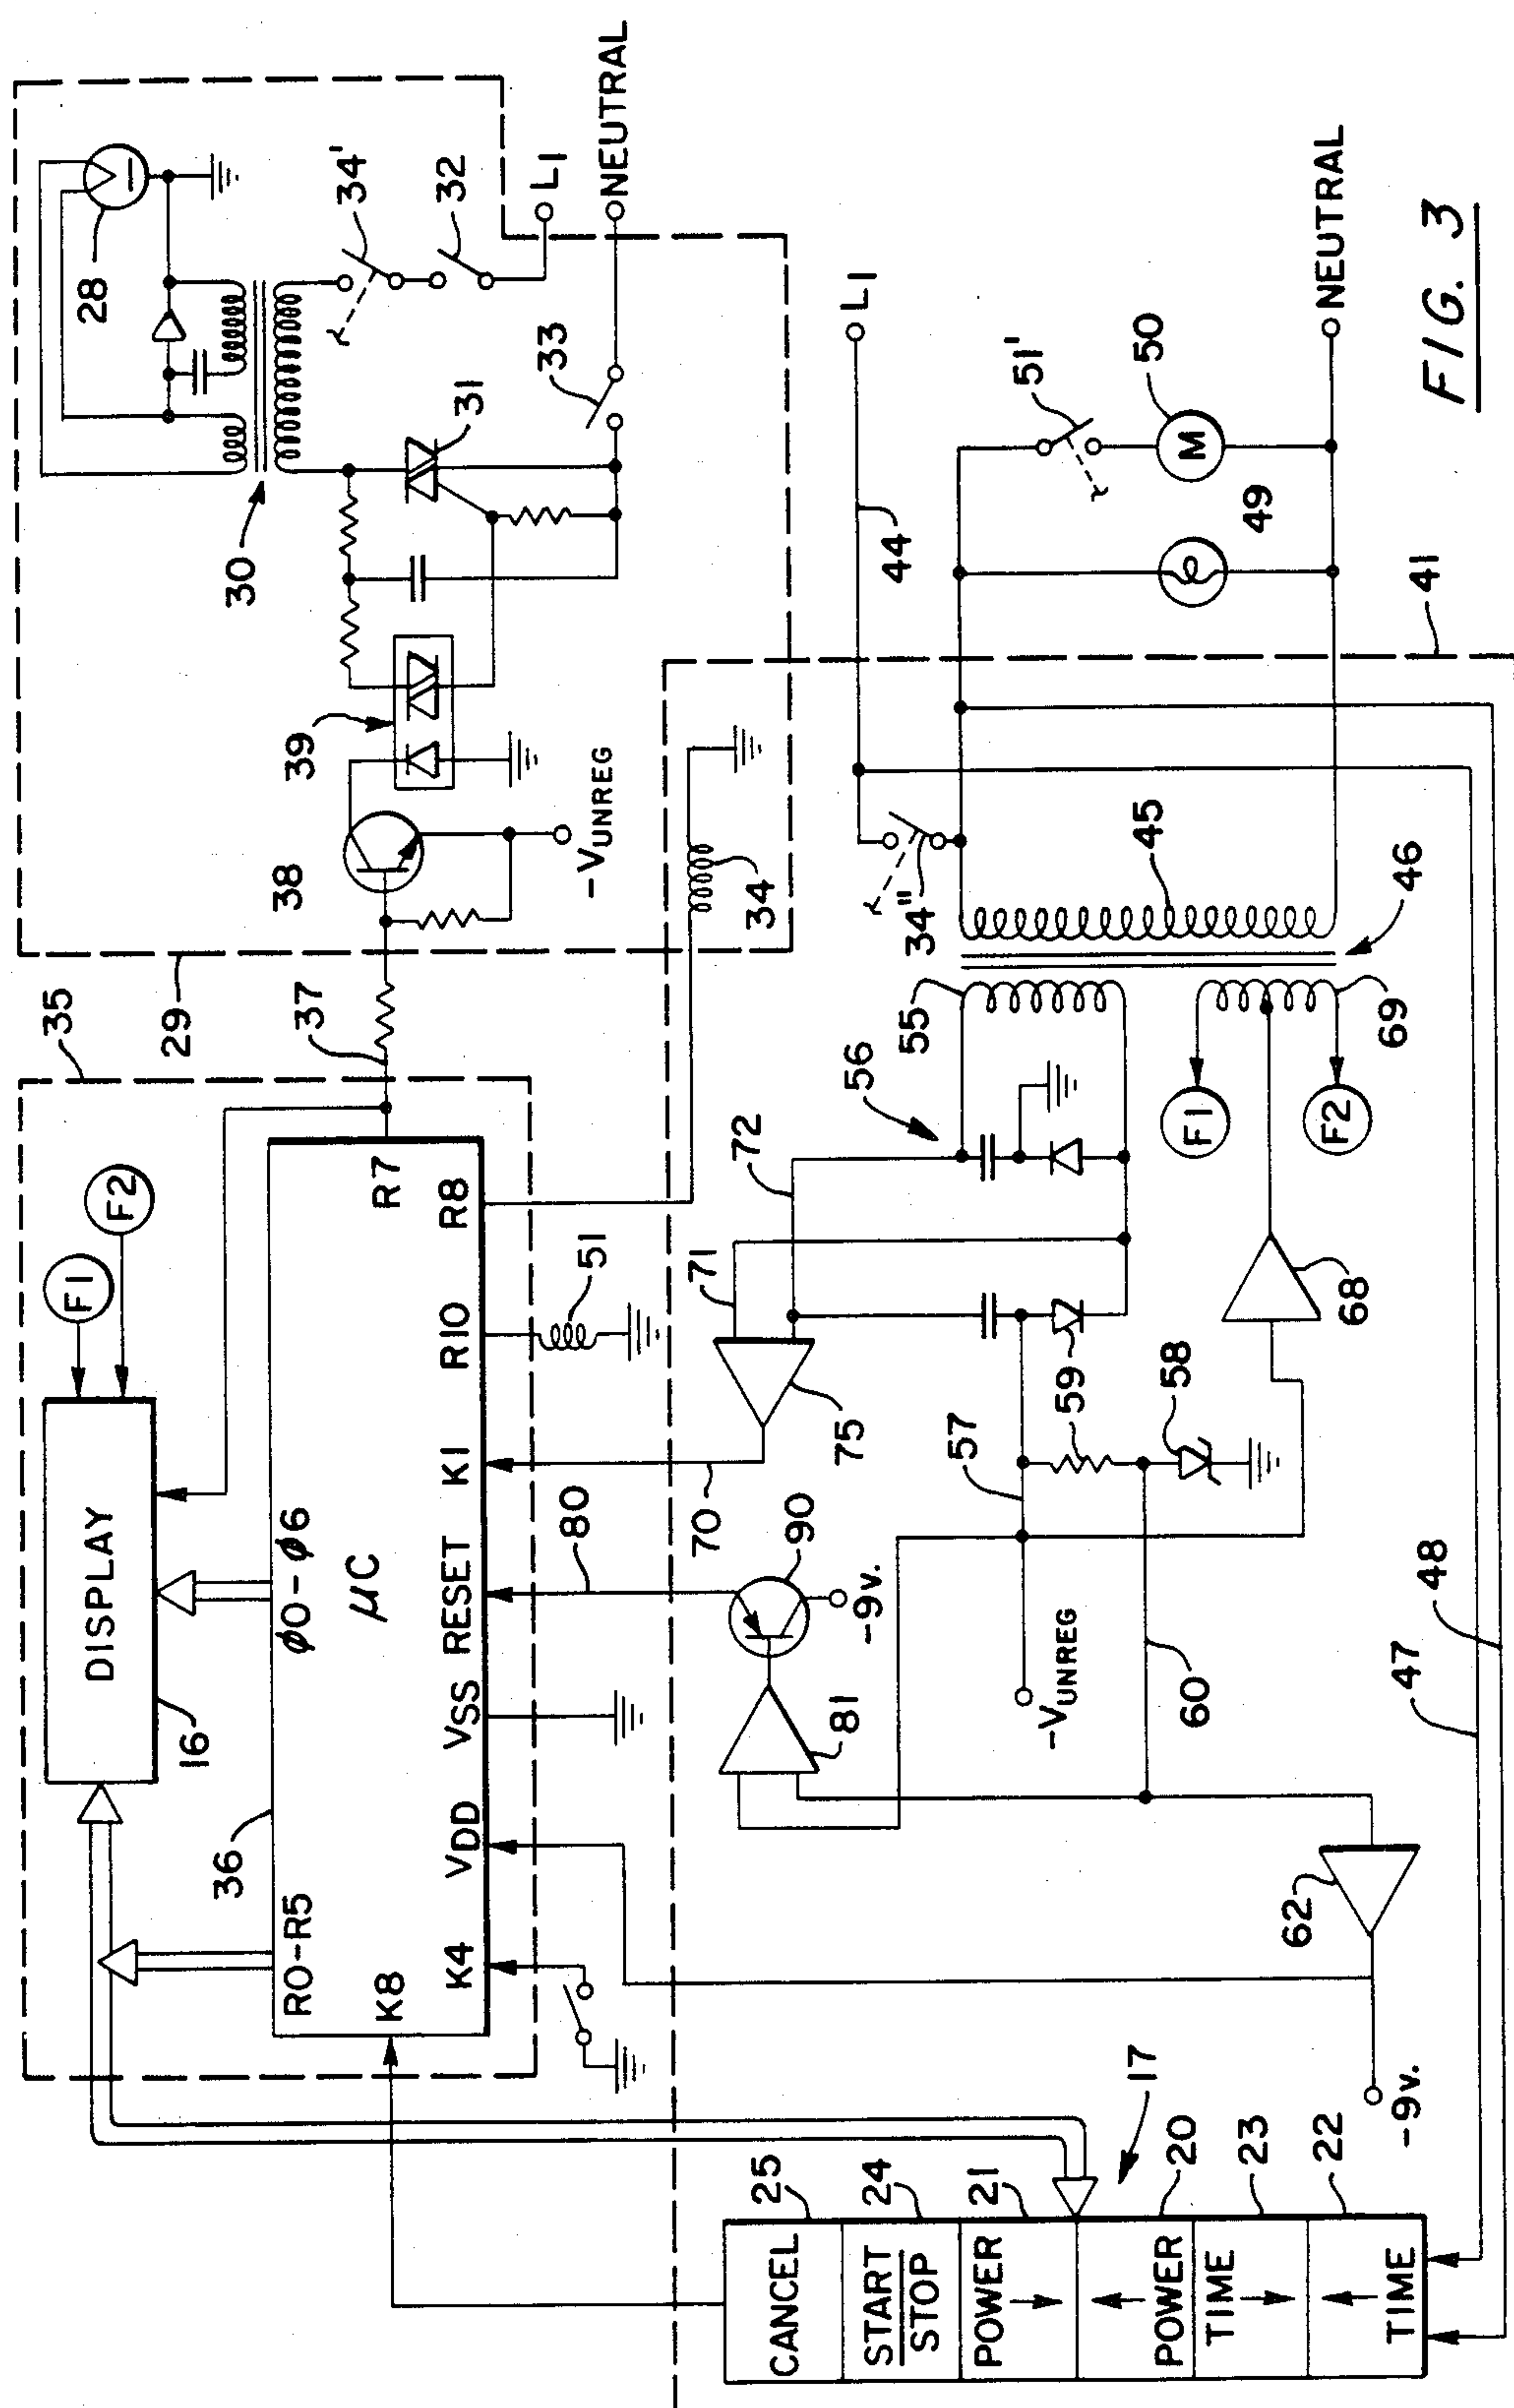 35
F1
F2
DISPLAY
16
36
R0-R5
φ0-φ6
μC
R7
K8
K4
VDD
VSS
RESET
K1
R10
R8
51
37
29
38
39
-VUNREG
28
30
34'
32
31
33
L1
NEUTRAL
34
41
L1
44
51'
50
M
49
NEUTRAL
34"
45
46
55
56
F1
F2
69
72
71
75
70
80
90
-9v.
81
57
59
58
68
-VUNREG
60
62
-9v.
47
48
17
CANCEL
25
START/STOP
24
POWER
21
POWER
20
TIME
23
TIME
22
FIG. 3